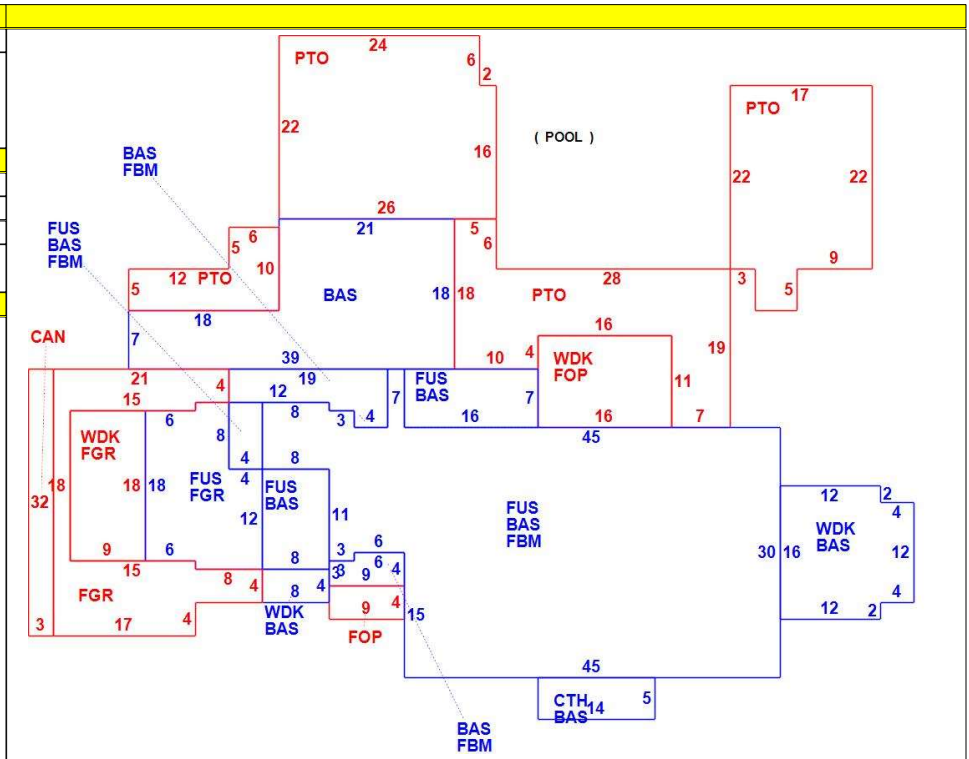 24
PTO
6
2
17
PTO
22
( POOL )
16
BAS
FBM
22
22
26
21
5
6
FUS
BAS
FBM
6
5
10
12
PTO
5
9
28
3
5
BAS
18
18
PTO
18
7
16
19
CAN
39
10
4
WDK
FOP
21
19
FUS
BAS
4
12
7
7
11
15
8
16
16
7
6
3
4
45
WDK
FGR
8
8
4
18
18
18
FUS
FGR
4
FUS
BAS
12
2
4
32
12
11
FUS
BAS
FBM
WDK
BAS
6
30
16
12
9
6
3
6
15
8
8
3
3
9
4
4
FGR
8
4
12
2
4
WDK
BAS
9
4
15
3
17
4
FOP
45
CTH
BAS
14
5
BAS
FBM